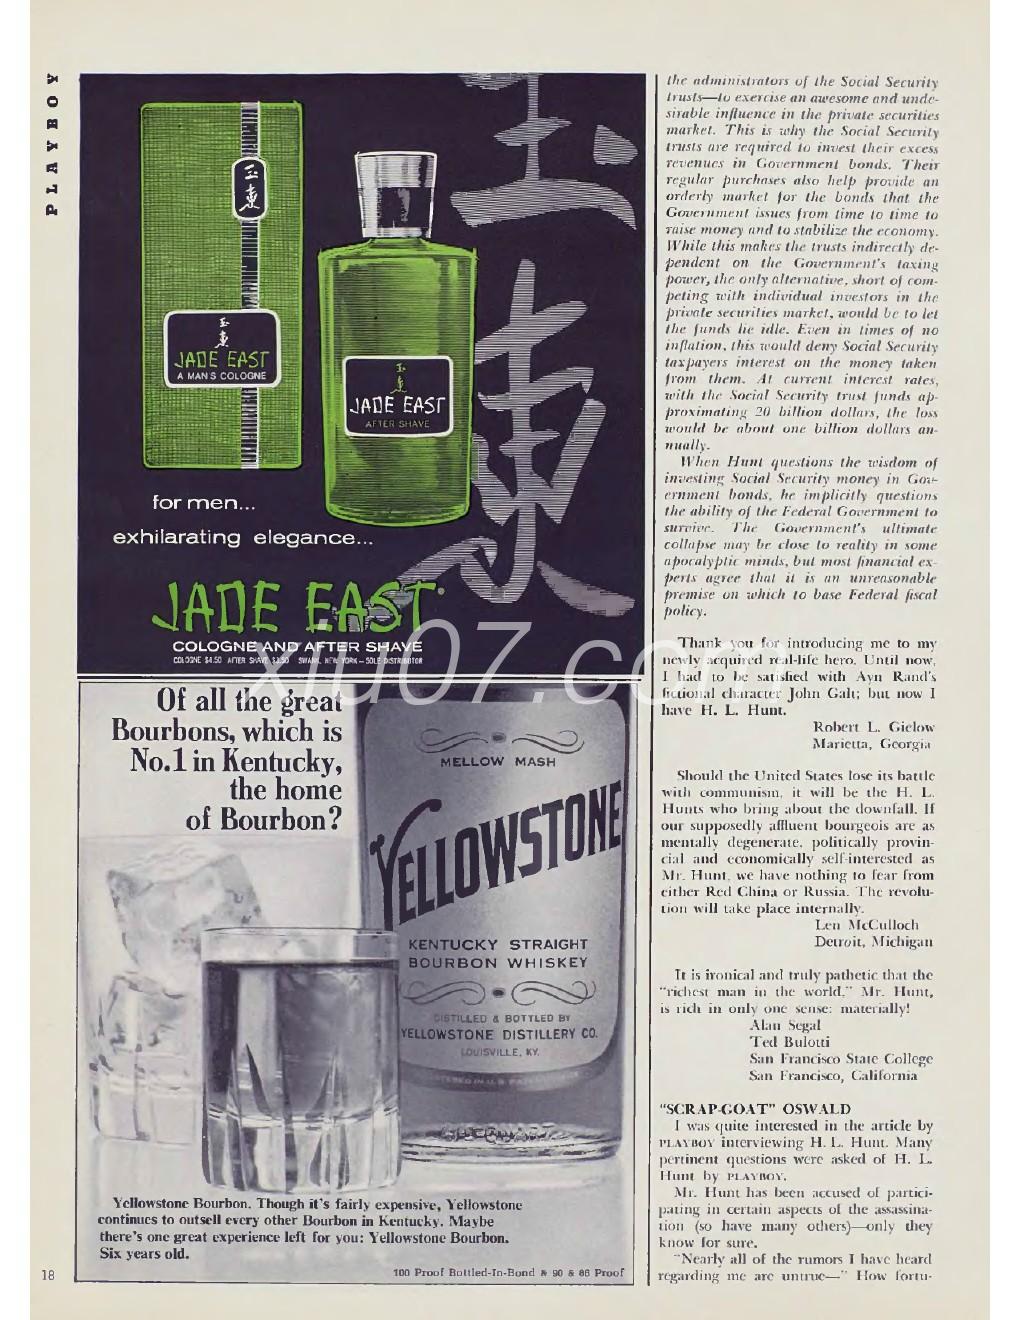 PLAYBOY
玉
東
玉
東
JADE EAST
A MAN'S COLOGNE
JADE EAST
AFTER SHAVE
for men...
exhilarating elegance...
JADE EAST
COLOGNE AND AFTER SHAVE
COLOGNE $4.50 AFTER SHAVE $3.50 SWANK, NEW YORK—SOLE DISTRIBUTOR
Of all the great
Bourbons, which is
No.1 in Kentucky,
the home
of Bourbon?
MELLOW MASH
YELLOWSTONE
KENTUCKY STRAIGHT
BOURBON WHISKEY
DISTILLED & BOTTLED BY
YELLOWSTONE DISTILLERY CO.
LOUISVILLE, KY.
Yellowstone Bourbon. Though it's fairly expensive, Yellowstone
continues to outsell every other Bourbon in Kentucky. Maybe
there's one great experience left for you: Yellowstone Bourbon.
Six years old.
100 Proof Bottled-In-Bond & 90 & 86 Proof
18
the administrators of the Social Security
trusts—to exercise an awesome and unde-
sirable influence in the private securities
market. This is why the Social Security
trusts are required to invest their excess
revenues in Government bonds. Their
regular purchases also help provide an
orderly market for the bonds that the
Government issues from time to time to
raise money and to stabilize the economy.
While this makes the trusts indirectly de-
pendent on the Government's taxing
power, the only alternative, short of com-
peting with individual investors in the
private securities market, would be to let
the funds lie idle. Even in times of no
inflation, this would deny Social Security
taxpayers interest on the money taken
from them. At current interest rates,
with the Social Security trust funds ap-
proximating 20 billion dollars, the loss
would be about one billion dollars an-
nually.
When Hunt questions the wisdom of
investing Social Security money in Gov-
ernment bonds, he implicitly questions
the ability of the Federal Government to
survive. The Government's ultimate
collapse may be close to reality in some
apocalyptic minds, but most financial ex-
perts agree that it is an unreasonable
premise on which to base Federal fiscal
policy.
Thank you for introducing me to my
newly acquired real-life hero. Until now,
I had to be satisfied with Ayn Rand's
fictional character John Galt; but now I
have H. L. Hunt.
Robert L. Gielow
Marietta, Georgia
Should the United States lose its battle
with communism, it will be the H. L.
Hunts who bring about the downfall. If
our supposedly affluent bourgeois are as
mentally degenerate, politically provin-
cial and economically self-interested as
Mr. Hunt, we have nothing to fear from
either Red China or Russia. The revolu-
tion will take place internally.
Len McCulloch
Detroit, Michigan
It is ironical and truly pathetic that the
"richest man in the world," Mr. Hunt,
is rich in only one sense: materially!
Alan Segal
Ted Bulotti
San Francisco State College
San Francisco, California
"SCRAP-GOAT" OSWALD
I was quite interested in the article by
PLAYBOY interviewing H. L. Hunt. Many
pertinent questions were asked of H. L.
Hunt by PLAYBOY.
Mr. Hunt has been accused of partici-
pating in certain aspects of the assassina-
tion (so have many others)—only they
know for sure.
"Nearly all of the rumors I have heard
regarding me are untrue—" How fortu-
xid07.com